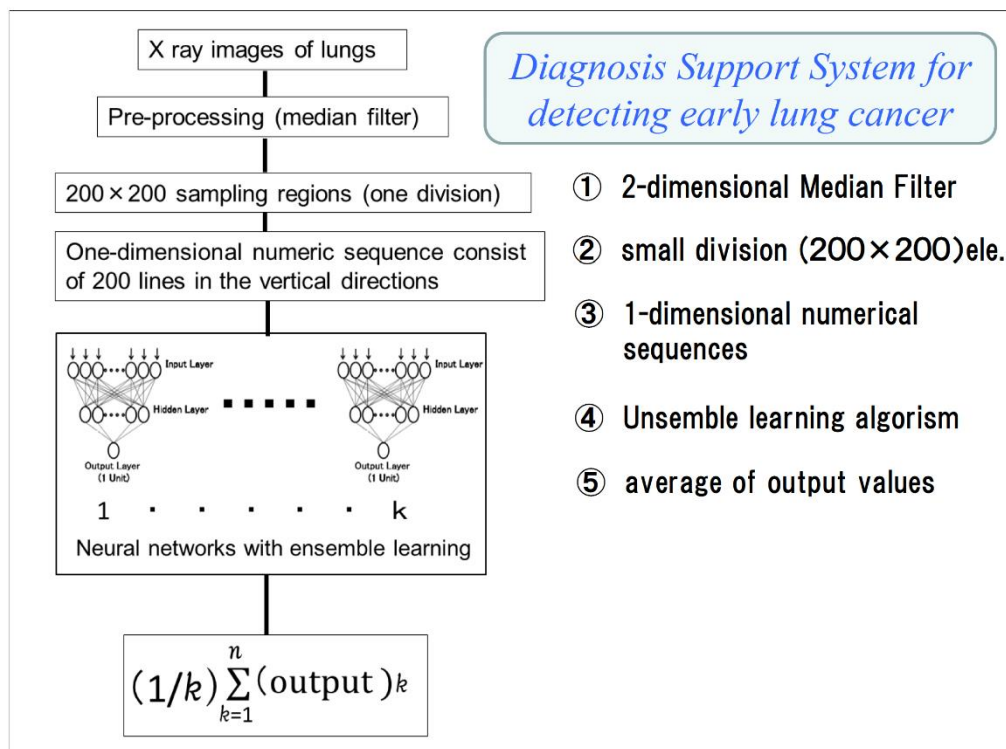 X ray images of lungs
Pre-processing (median filter)
200×200 sampling regions (one division)
One-dimensional numeric sequence consist
of 200 lines in the vertical directions
Input Layer
Hidden Layer
Output Layer
(1 Unit)
Input Layer
Hidden Layer
Output Layer
(1 Unit)
1 · · · · · k
Neural networks with ensemble learning
(1/k) n ∑ k=1 (output)k
Diagnosis Support System for
detecting early lung cancer
① 2-dimensional Median Filter
② small division (200×200)ele.
③ 1-dimensional numerical
sequences
④ Unsemble learning algorism
⑤ average of output values